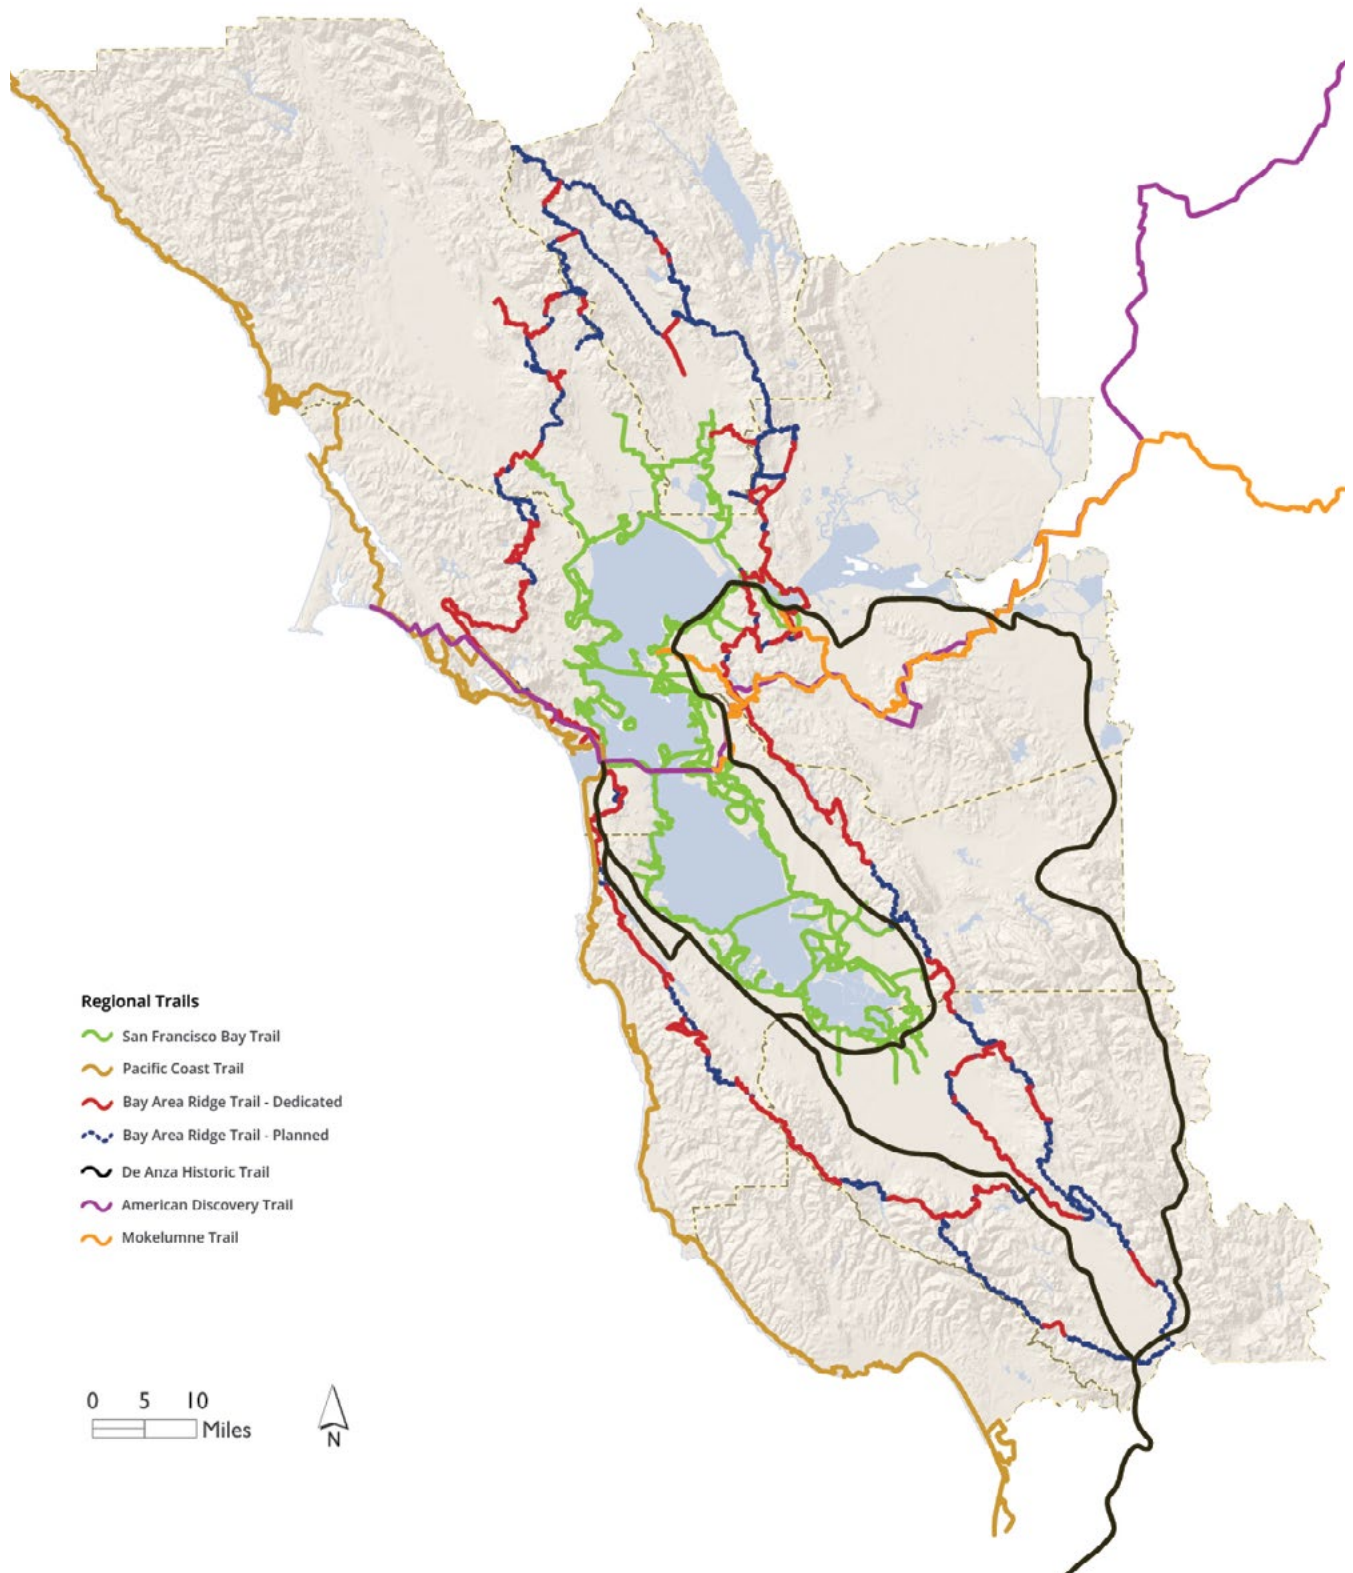 Regional Trails
San Francisco Bay Trail
Pacific Coast Trail
Bay Area Ridge Trail - Dedicated
Bay Area Ridge Trail - Planned
De Anza Historic Trail
American Discovery Trail
Mokelumne Trail
0 5 10
Miles
N